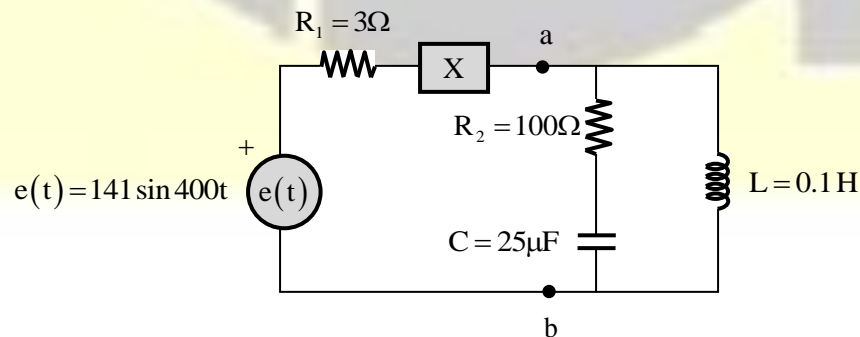 R₁ = 3Ω
X
a
R₂ = 100Ω
+
e(t) = 141 sin 400t
e(t)
L = 0.1 H
C = 25μF
b